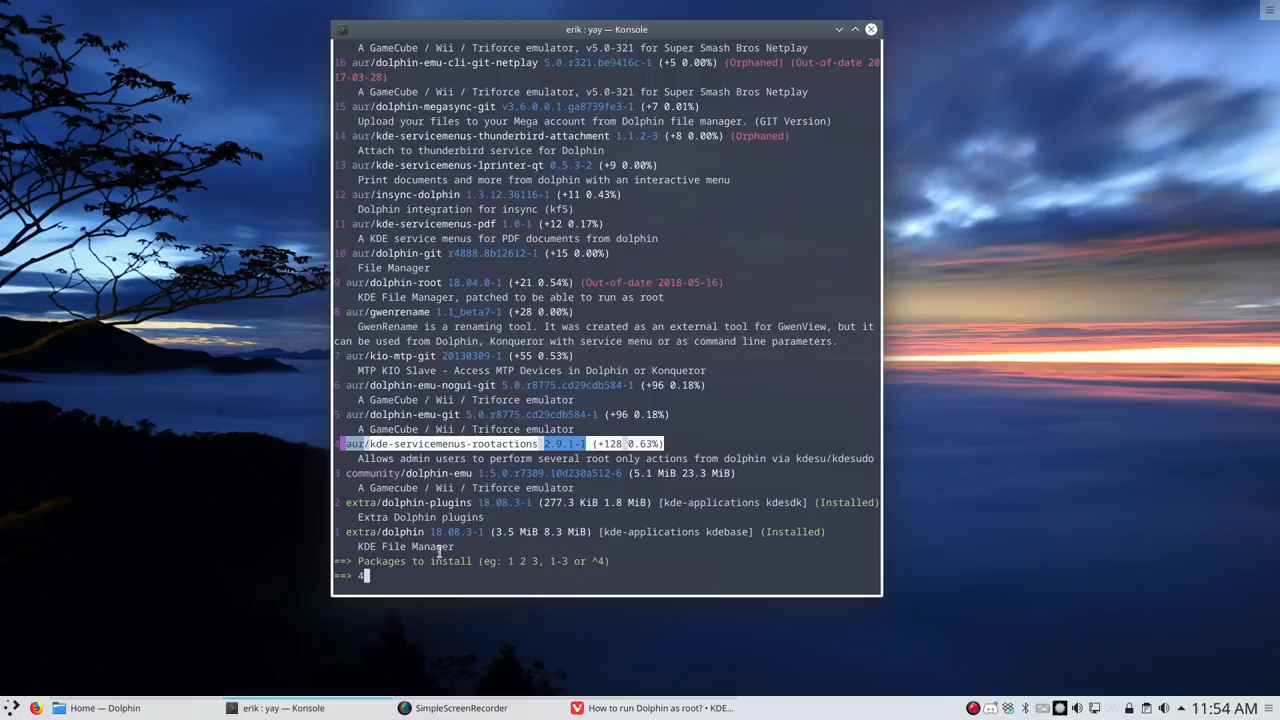 erik : yay — Konsole
A GameCube / Wii / Triforce emulator, v5.0-321 for Super Smash Bros Netplay
16 aur/dolphin-emu-cli-git-netplay 5.0.r321.be9416c-1 (+5 0.00%) (Orphaned) (Out-of-date 20
17-03-28)
A GameCube / Wii / Triforce emulator, v5.0-321 for Super Smash Bros Netplay
15 aur/dolphin-megasync-git v3.6.0.0.1.ga8739fe3-1 (+7 0.01%)
Upload your files to your Mega account from Dolphin file manager. (GIT Version)
14 aur/kde-servicemenus-thunderbird-attachment 1.1.2-3 (+8 0.00%) (Orphaned)
Attach to thunderbird service for Dolphin
13 aur/kde-servicemenus-lprinter-qt 0.5.3-2 (+9 0.00%)
Print documents and more from dolphin with an interactive menu
12 aur/insync-dolphin 1.3.12.36116-1 (+11 0.43%)
Dolphin integration for insync (kf5)
11 aur/kde-servicemenus-pdf 1.0-1 (+12 0.17%)
A KDE service menus for PDF documents from dolphin
10 aur/dolphin-git r4888.8b12612-1 (+15 0.00%)
File Manager
9 aur/dolphin-root 18.04.0-1 (+21 0.54%) (Out-of-date 2018-05-16)
KDE File Manager, patched to be able to run as root
8 aur/gwenrename 1.1_beta7-1 (+28 0.00%)
GwenRename is a renaming tool. It was created as an external tool for GwenView, but it
can be used from Dolphin, Konqueror with service menu or as command line parameters.
7 aur/kio-mtp-git 20130309-1 (+55 0.53%)
MTP KIO Slave - Access MTP Devices in Dolphin or Konqueror
6 aur/dolphin-emu-nogui-git 5.0.r8775.cd29cdb584-1 (+96 0.18%)
A GameCube / Wii / Triforce emulator
5 aur/dolphin-emu-git 5.0.r8775.cd29cdb584-1 (+96 0.18%)
A GameCube / Wii / Triforce emulator
4 aur/kde-servicemenus-rootactions 2.9.1-1 (+128 0.63%)
Allows admin users to perform several root only actions from dolphin via kdesu/kdesudo
3 community/dolphin-emu 1:5.0.r7309.10d230a512-6 (5.1 MiB 23.3 MiB)
A Gamecube / Wii / Triforce emulator
2 extra/dolphin-plugins 18.08.3-1 (277.3 KiB 1.8 MiB) [kde-applications kdesdk] (Installed)
Extra Dolphin plugins
1 extra/dolphin 18.08.3-1 (3.5 MiB 8.3 MiB) [kde-applications kdebase] (Installed)
KDE File Manager
==> Packages to install (eg: 1 2 3, 1-3 or ^4)
==> 4
Home — Dolphin
erik : yay — Konsole
SimpleScreenRecorder
How to run Dolphin as root? • KDE...
11:54 AM